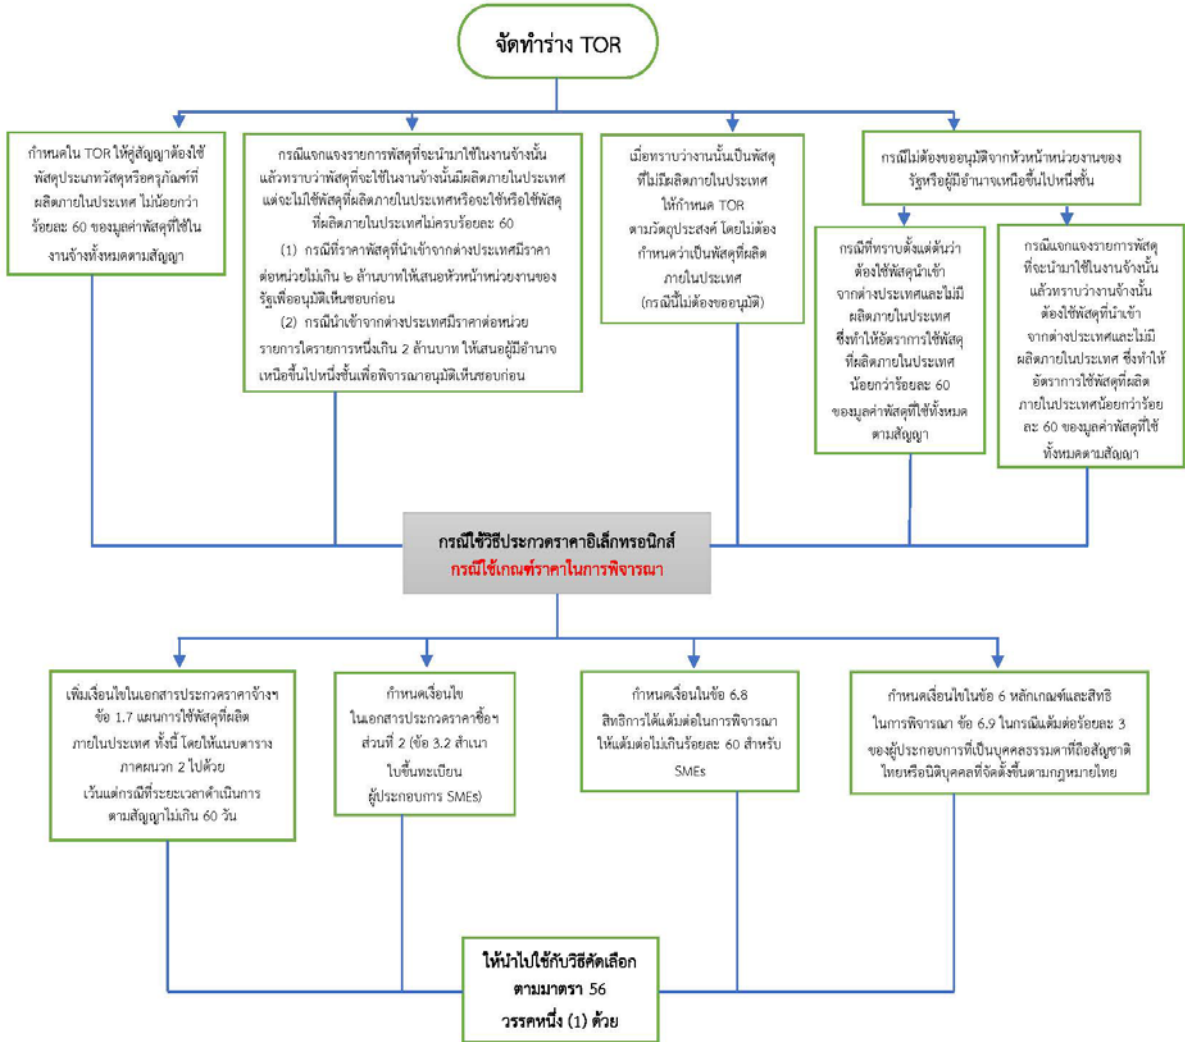 จัดทำร่าง TOR
กำหนดใน TOR ให้คู่สัญญาต้องใช้
พัสดุประเภทวัสดุหรือครุภัณฑ์ที่
ผลิตภายในประเทศ ไม่น้อยกว่า
ร้อยละ 60 ของมูลค่าพัสดุที่ใช้ใน
งานจ้างทั้งหมดตามสัญญา
กรณีแจกแจงรายการพัสดุที่จะนำมาใช้ในงานจ้างนั้น
แล้วทราบว่าพัสดุที่จะใช้ในงานจ้างนั้นมีผลิตภายในประเทศ
แต่จะไม่ใช้พัสดุที่ผลิตภายในประเทศหรือจะใช้หรือใช้พัสดุ
ที่ผลิตภายในประเทศไม่ครบร้อยละ 60
(1) กรณีที่ราคาพัสดุที่นำเข้าจากต่างประเทศมีราคา
ต่อหน่วยไม่เกิน ๒ ล้านบาทให้เสนอหัวหน้าหน่วยงานของ
รัฐเพื่ออนุมัติเห็นชอบก่อน
(2) กรณีนำเข้าจากต่างประเทศมีราคาต่อหน่วย
รายการใดรายการหนึ่งเกิน 2 ล้านบาท ให้เสนอผู้มีอำนาจ
เหนือขึ้นไปหนึ่งชั้นเพื่อพิจารณาอนุมัติเห็นชอบก่อน
เมื่อทราบว่างานนั้นเป็นพัสดุ
ที่ไม่มีผลิตภายในประเทศ
ให้กำหนด TOR
ตามวัตถุประสงค์ โดยไม่ต้อง
กำหนดว่าเป็นพัสดุที่ผลิต
ภายในประเทศ
(กรณีนี้ไม่ต้องขออนุมัติ)
กรณีไม่ต้องขออนุมัติจากหัวหน้าหน่วยงานของ
รัฐหรือผู้มีอำนาจเหนือขึ้นไปหนึ่งชั้น
กรณีที่ทราบตั้งแต่ต้นว่า
ต้องใช้พัสดุนำเข้า
จากต่างประเทศและไม่มี
ผลิตภายในประเทศ
ซึ่งทำให้อัตราการใช้พัสดุ
ที่ผลิตภายในประเทศ
น้อยกว่าร้อยละ 60
ของมูลค่าพัสดุที่ใช้ทั้งหมด
ตามสัญญา
กรณีแจกแจงรายการพัสดุ
ที่จะนำมาใช้ในงานจ้างนั้น
แล้วทราบว่างานจ้างนั้น
ต้องใช้พัสดุที่นำเข้า
จากต่างประเทศและไม่มี
ผลิตภายในประเทศ ซึ่งทำให้
อัตราการใช้พัสดุที่ผลิต
ภายในประเทศน้อยกว่าร้อย
ละ 60 ของมูลค่าพัสดุที่ใช้
ทั้งหมดตามสัญญา
กรณีใช้วิธีประกวดราคาอิเล็กทรอนิกส์
กรณีใช้เกณฑ์ราคาในการพิจารณา
เพิ่มเงื่อนไขในเอกสารประกวดราคาจ้างฯ
ข้อ 1.7 แผนการใช้พัสดุที่ผลิต
ภายในประเทศ ทั้งนี้ โดยให้แนบตาราง
ภาคผนวก 2 ไปด้วย
เว้นแต่กรณีที่ระยะเวลาดำเนินการ
ตามสัญญาไม่เกิน 60 วัน
กำหนดเงื่อนไข
ในเอกสารประกวดราคาซื้อฯ
ส่วนที่ 2 (ข้อ 3.2 สำเนา
ใบขึ้นทะเบียน
ผู้ประกอบการ SMEs)
กำหนดเงื่อนในข้อ 6.8
สิทธิการได้แต้มต่อในการพิจารณา
ให้แต้มต่อไม่เกินร้อยละ 60 สำหรับ
SMEs
กำหนดเงื่อนไขในข้อ 6 หลักเกณฑ์และสิทธิ
ในการพิจารณา ข้อ 6.9 ในกรณีแต้มต่อร้อยละ 3
ของผู้ประกอบการที่เป็นบุคคลธรรมดาที่ถือสัญชาติ
ไทยหรือนิติบุคคลที่จัดตั้งขึ้นตามกฎหมายไทย
ให้นำไปใช้กับวิธีคัดเลือก
ตามมาตรา 56
วรรคหนึ่ง (1) ด้วย